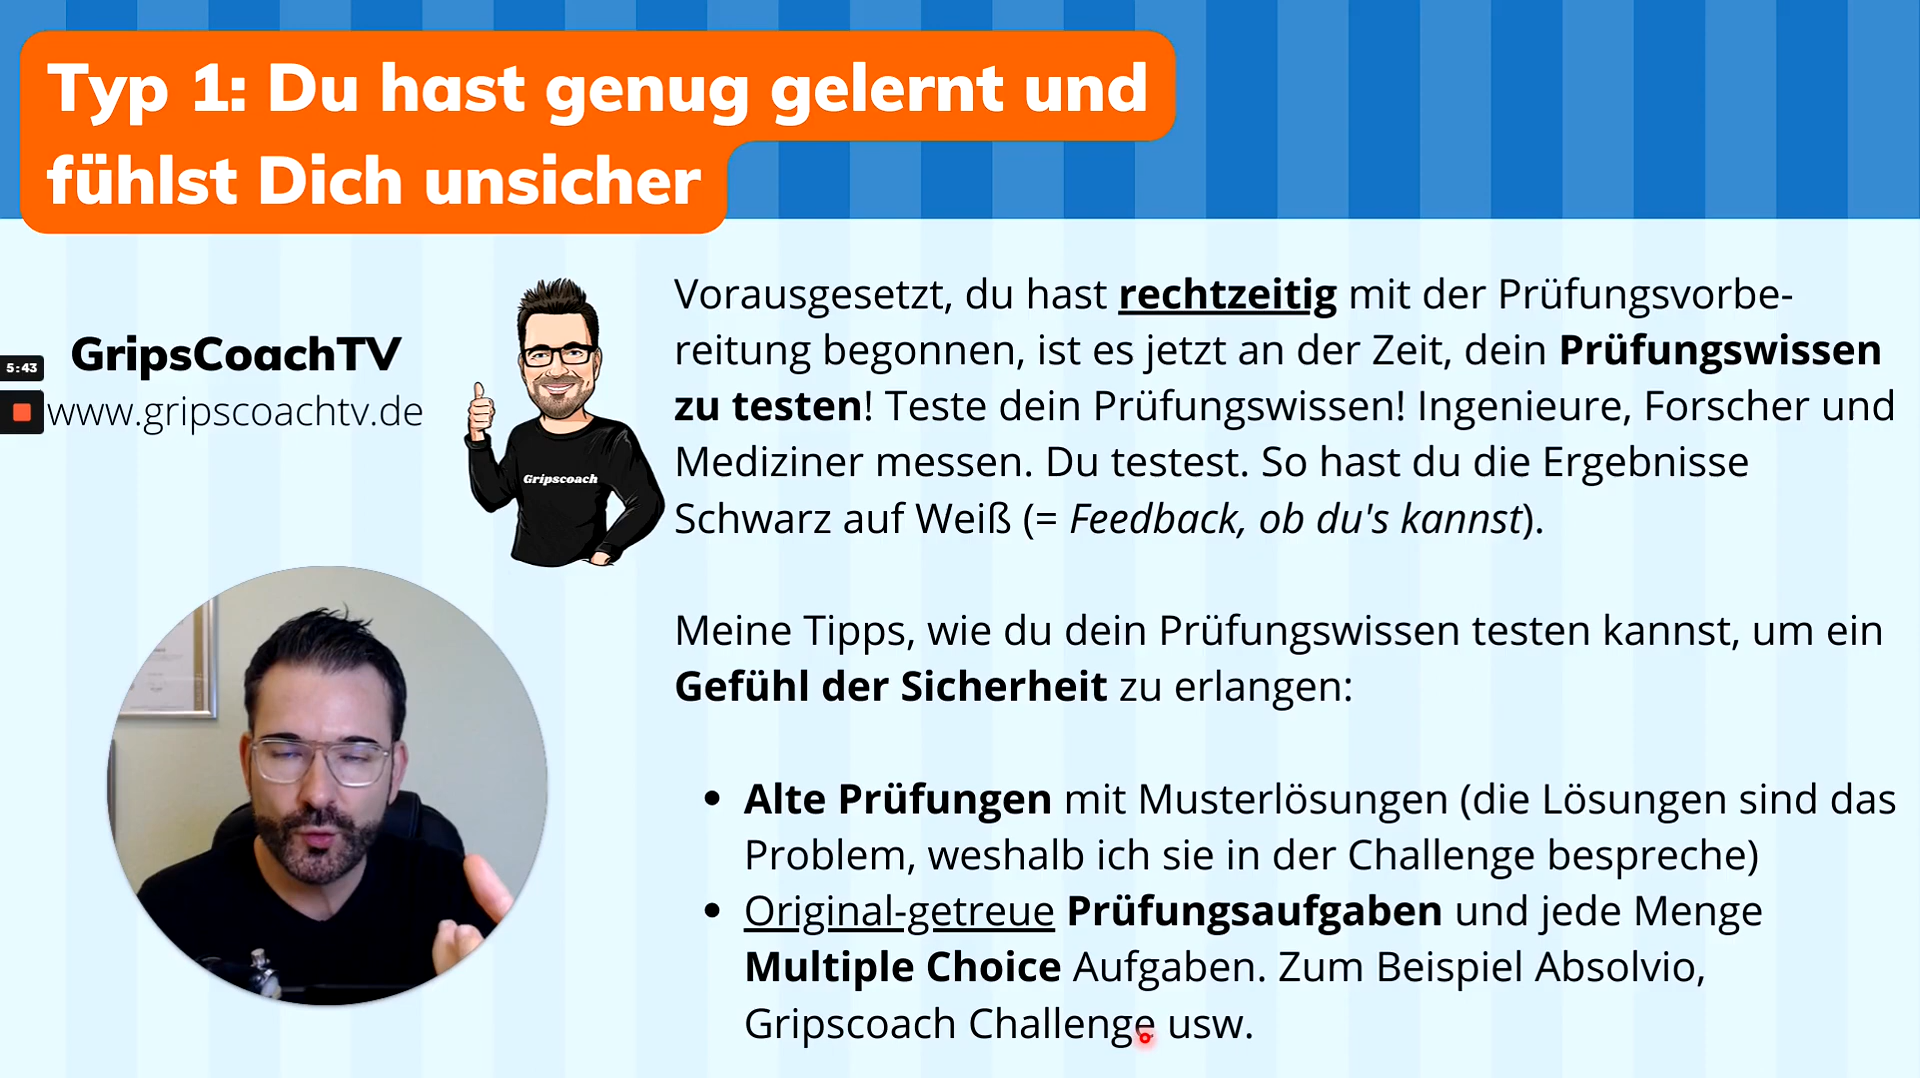 Typ 1: Du hast genug gelernt und
fühlst Dich unsicher
GripsCoachTV
www.gripscoachtv.de
5:43
Gripscoach
Vorausgesetzt, du hast rechtzeitig mit der Prüfungsvorbe-
reitung begonnen, ist es jetzt an der Zeit, dein Prüfungswissen
zu testen! Teste dein Prüfungswissen! Ingenieure, Forscher und
Mediziner messen. Du testest. So hast du die Ergebnisse
Schwarz auf Weiß (= Feedback, ob du's kannst).
Meine Tipps, wie du dein Prüfungswissen testen kannst, um ein
Gefühl der Sicherheit zu erlangen:
• Alte Prüfungen mit Musterlösungen (die Lösungen sind das
Problem, weshalb ich sie in der Challenge bespreche)
• Original-getreue Prüfungsaufgaben und jede Menge
Multiple Choice Aufgaben. Zum Beispiel Absolvio,
Gripscoach Challenge usw.